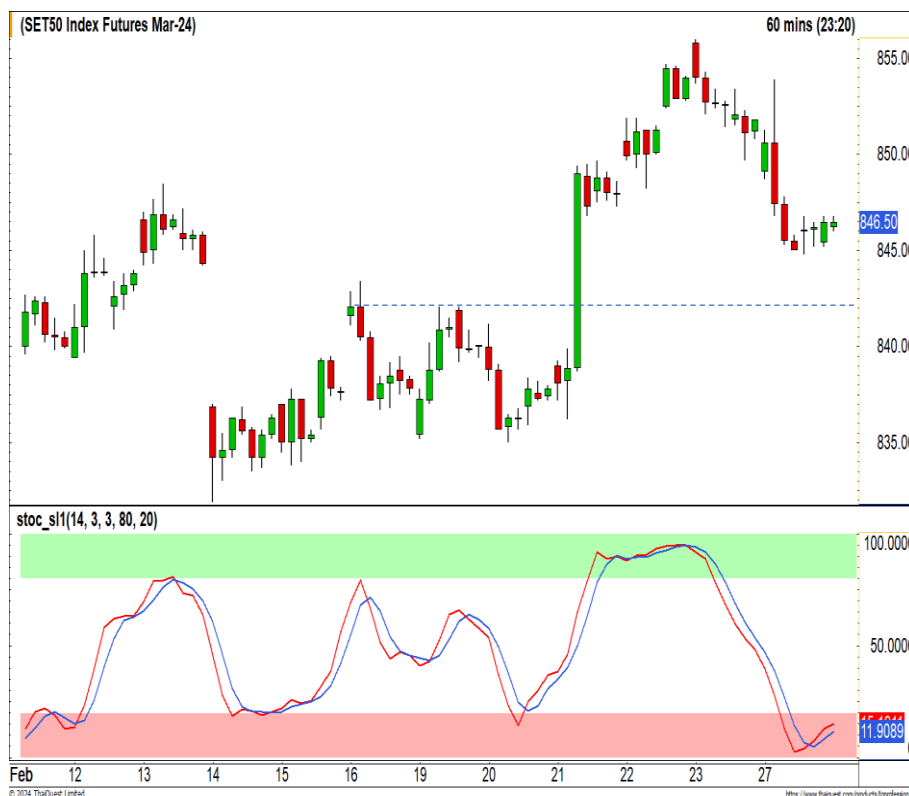 (SET50 Index Futures Mar-24)
60 mins (23:20)
855.00
850.00
846.50
845.00
840.00
835.00
stoc_sl1(14, 3, 3, 80, 20)
100.0000
50.0000
11.9089
Feb 12 13 14 15 16 19 20 21 22 23 27
© 2024, ThaiQuest Limited